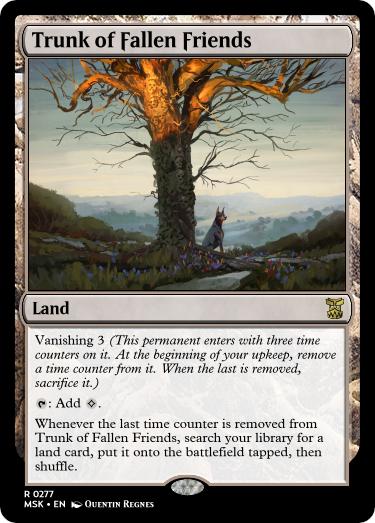 Trunk of Fallen Friends
Land
Vanishing 3 (This permanent enters with three time
counters on it. At the beginning of your upkeep, remove
a time counter from it. When the last is removed,
sacrifice it.)
: Add .
Whenever the last time counter is removed from
Trunk of Fallen Friends, search your library for a
land card, put it onto the battlefield tapped, then
shuffle.
R 0277
MSK • EN Quentin Regnes